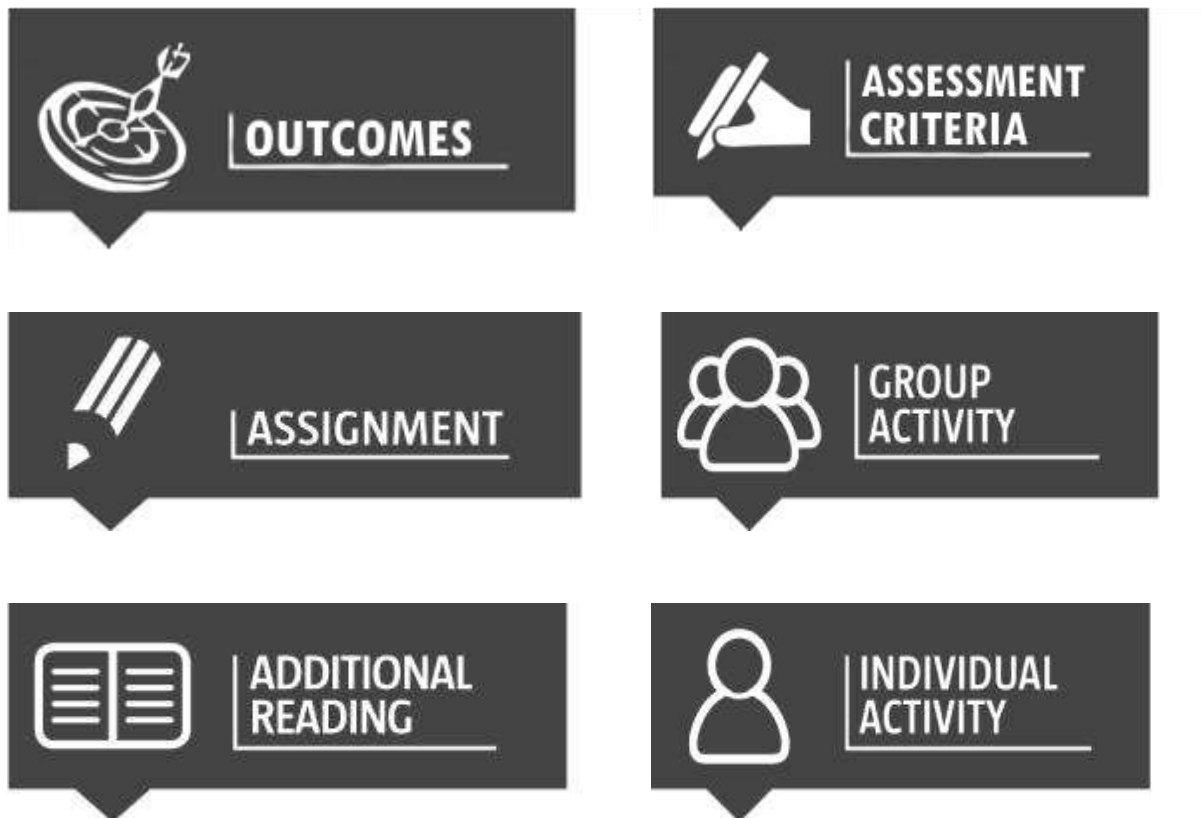 OUTCOMES
ASSESSMENT
CRITERIA
ASSIGNMENT
GROUP
ACTIVITY
ADDITIONAL
READING
INDIVIDUAL
ACTIVITY